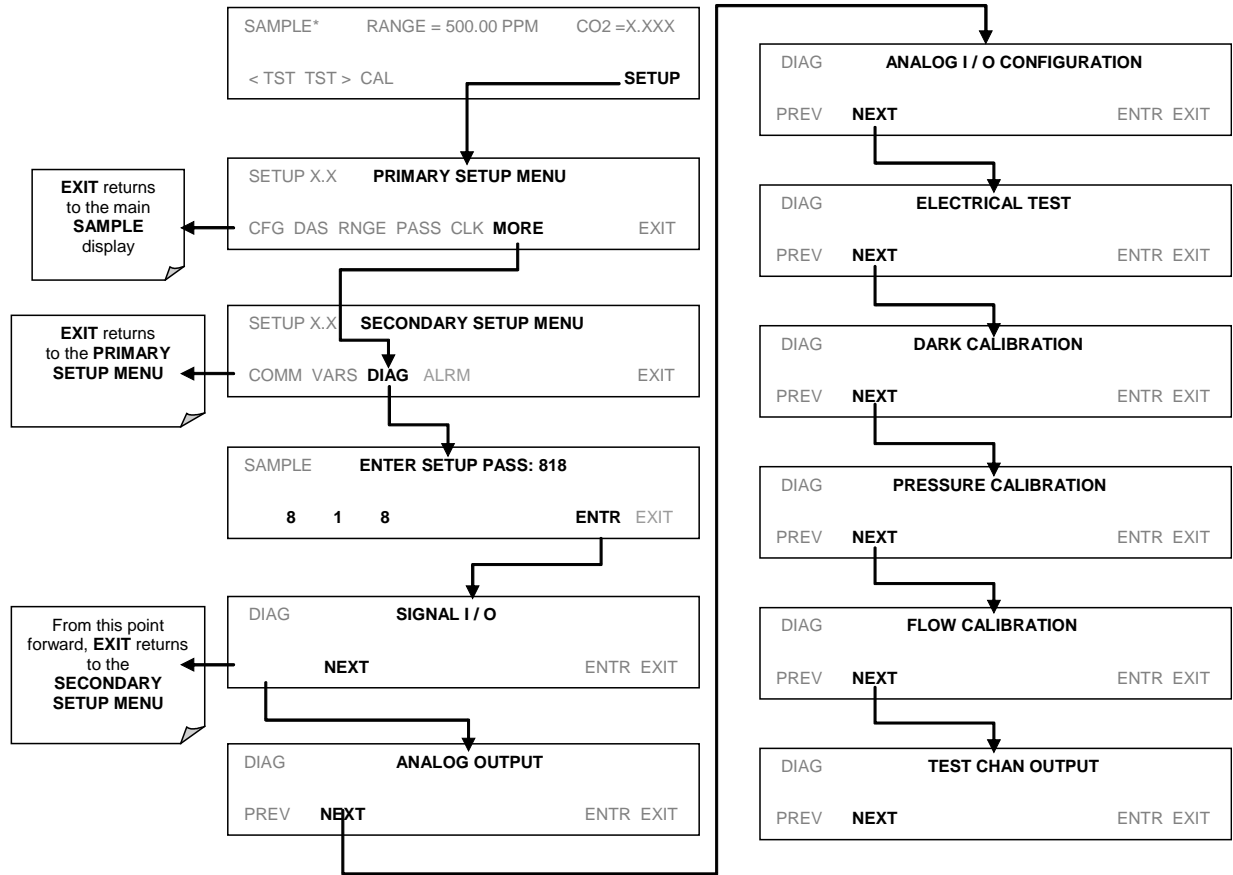 SAMPLE* RANGE = 500.00 PPM CO2 =X.XXX
< TST TST > CAL SETUP
SETUP X.X PRIMARY SETUP MENU
CFG DAS RNGE PASS CLK MORE EXIT
EXIT returns
to the main
SAMPLE
display
SETUP X.X SECONDARY SETUP MENU
COMM VARS DIAG ALRM EXIT
EXIT returns
to the PRIMARY
SETUP MENU
SAMPLE ENTER SETUP PASS: 818
8 1 8 ENTR EXIT
DIAG SIGNAL I / O
NEXT ENTR EXIT
From this point
forward, EXIT returns
to the
SECONDARY
SETUP MENU
DIAG ANALOG OUTPUT
PREV NEXT ENTR EXIT
DIAG ANALOG I / O CONFIGURATION
PREV NEXT ENTR EXIT
DIAG ELECTRICAL TEST
PREV NEXT ENTR EXIT
DIAG DARK CALIBRATION
PREV NEXT ENTR EXIT
DIAG PRESSURE CALIBRATION
PREV NEXT ENTR EXIT
DIAG FLOW CALIBRATION
PREV NEXT ENTR EXIT
DIAG TEST CHAN OUTPUT
PREV NEXT ENTR EXIT